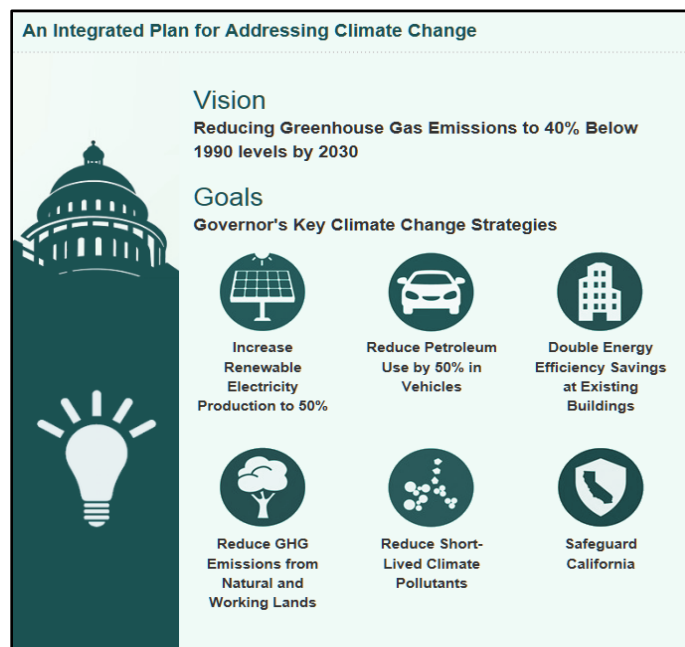 An Integrated Plan for Addressing Climate Change
Vision
Reducing Greenhouse Gas Emissions to 40% Below
1990 levels by 2030
Goals
Governor's Key Climate Change Strategies
Increase
Renewable
Electricity
Production to 50%
Reduce Petroleum
Use by 50% in
Vehicles
Double Energy
Efficiency Savings
at Existing
Buildings
Reduce GHG
Emissions from
Natural and
Working Lands
Reduce Short-
Lived Climate
Pollutants
Safeguard
California